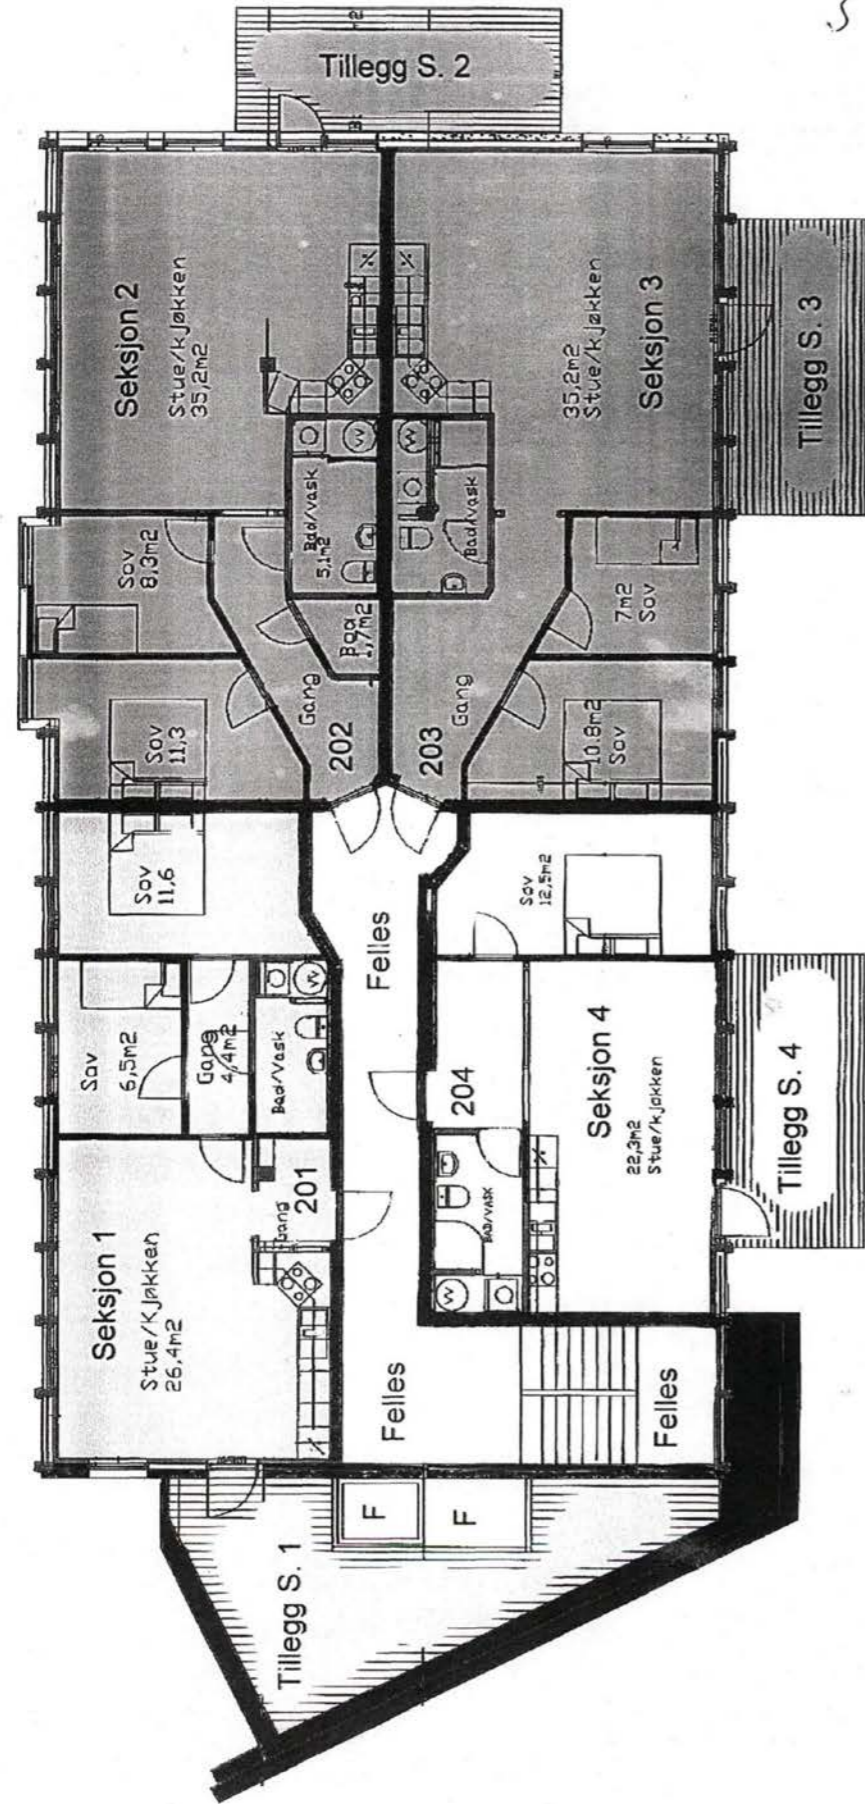 Tillegg S. 2
Seksjon 2
Stue/kjøkken
35,2m2
35,2m2
Stue/kjøkken
Seksjon 3
Tillegg S. 3
Sov
8,3m2
Bad/vask
5,1m2
Bad/vask
7m2
Sov
Bod
1,7m2
Sov
11,3
Gang
202
203
Gang
10.8m2
Sov
Sov
11,6
Felles
Sov
12,5m2
Sov
6,5m2
Gang
4,4m2
Bad/Vask
204
Seksjon 4
22,3m2
Stue/kjøkken
Tillegg S. 4
Seksjon 1
Stue/Kjøkken
26,4m2
Gang
201
BAD/VASK
Felles
Felles
F
F
Tillegg S. 1
VV
VV
VV
VV